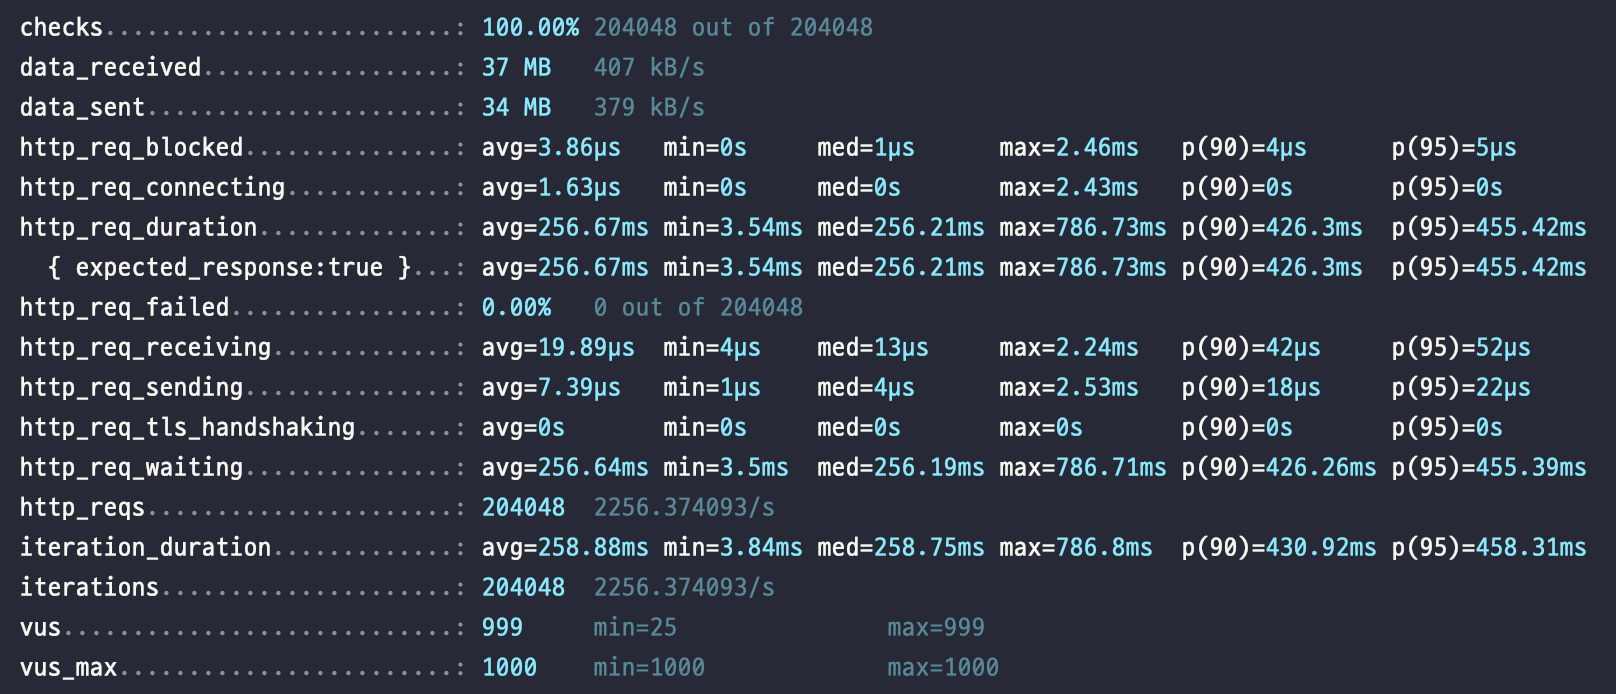 checks.........................: 100.00% 204048 out of 204048
data_received..................: 37 MB   407 kB/s
data_sent......................: 34 MB   379 kB/s
http_req_blocked...............: avg=3.86µs   min=0s     med=1µs      max=2.46ms   p(90)=4µs      p(95)=5µs
http_req_connecting............: avg=1.63µs   min=0s     med=0s       max=2.43ms   p(90)=0s       p(95)=0s
http_req_duration..............: avg=256.67ms min=3.54ms med=256.21ms max=786.73ms p(90)=426.3ms  p(95)=455.42ms
  { expected_response:true }...: avg=256.67ms min=3.54ms med=256.21ms max=786.73ms p(90)=426.3ms  p(95)=455.42ms
http_req_failed................: 0.00%   0 out of 204048
http_req_receiving.............: avg=19.89µs  min=4µs    med=13µs     max=2.24ms   p(90)=42µs     p(95)=52µs
http_req_sending...............: avg=7.39µs   min=1µs    med=4µs      max=2.53ms   p(90)=18µs     p(95)=22µs
http_req_tls_handshaking.......: avg=0s       min=0s     med=0s       max=0s       p(90)=0s       p(95)=0s
http_req_waiting...............: avg=256.64ms min=3.5ms  med=256.19ms max=786.71ms p(90)=426.26ms p(95)=455.39ms
http_reqs......................: 204048  2256.374093/s
iteration_duration.............: avg=258.88ms min=3.84ms med=258.75ms max=786.8ms  p(90)=430.92ms p(95)=458.31ms
iterations.....................: 204048  2256.374093/s
vus............................: 999     min=25               max=999
vus_max........................: 1000    min=1000             max=1000